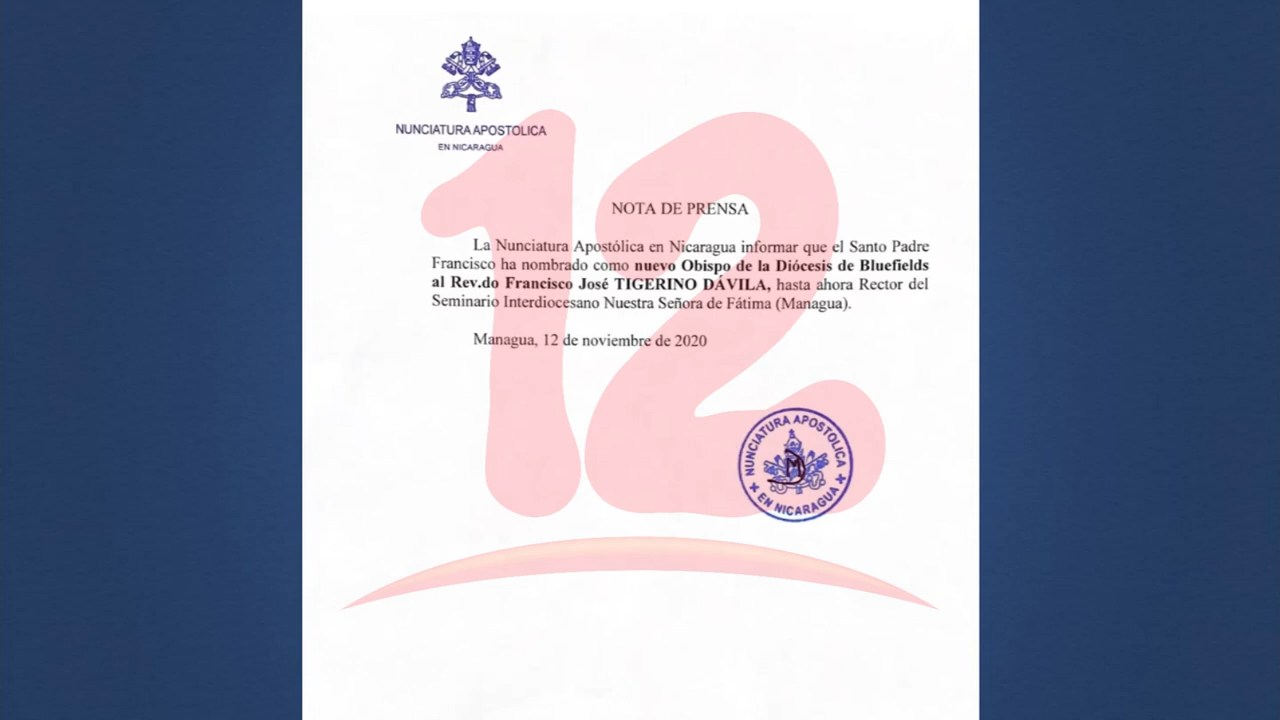 NUNCIATURA APOSTOLICA
EN NICARAGUA
NOTA DE PRENSA
La Nunciatura Apostólica en Nicaragua informar que el Santo Padre
Francisco ha nombrado como nuevo Obispo de la Diócesis de Bluefields
al Rev.do Francisco José TIGERINO DÁVILA, hasta ahora Rector del
Seminario Interdiocesano Nuestra Señora de Fátima (Managua).
Managua, 12 de noviembre de 2020
12
NUNCIATURA APOSTOLICA
EN NICARAGUA